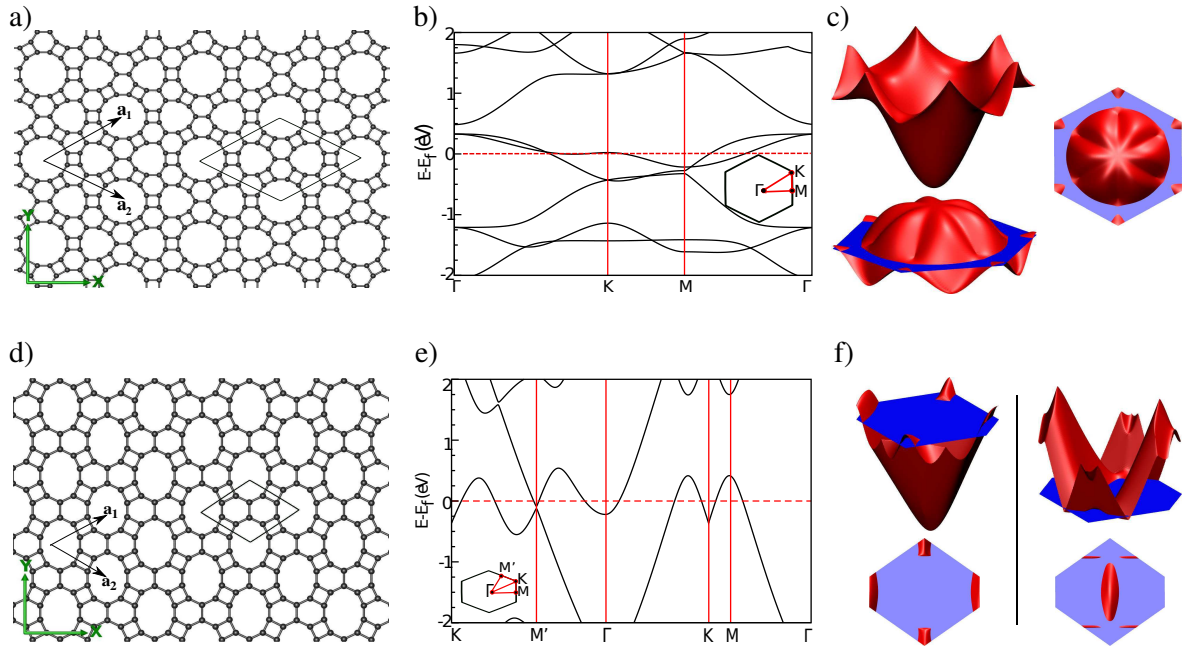 a)
a1
a2
Y
X
b)
E-Ef(eV)
2
1
0
-1
-2
Γ
K
M
Γ
Γ
K
M
c)
d)
a1
a2
Y
X
e)
E-Ef(eV)
2
1
0
-1
-2
M'
Γ
K
M
K
M'
Γ
K
M
Γ
f)